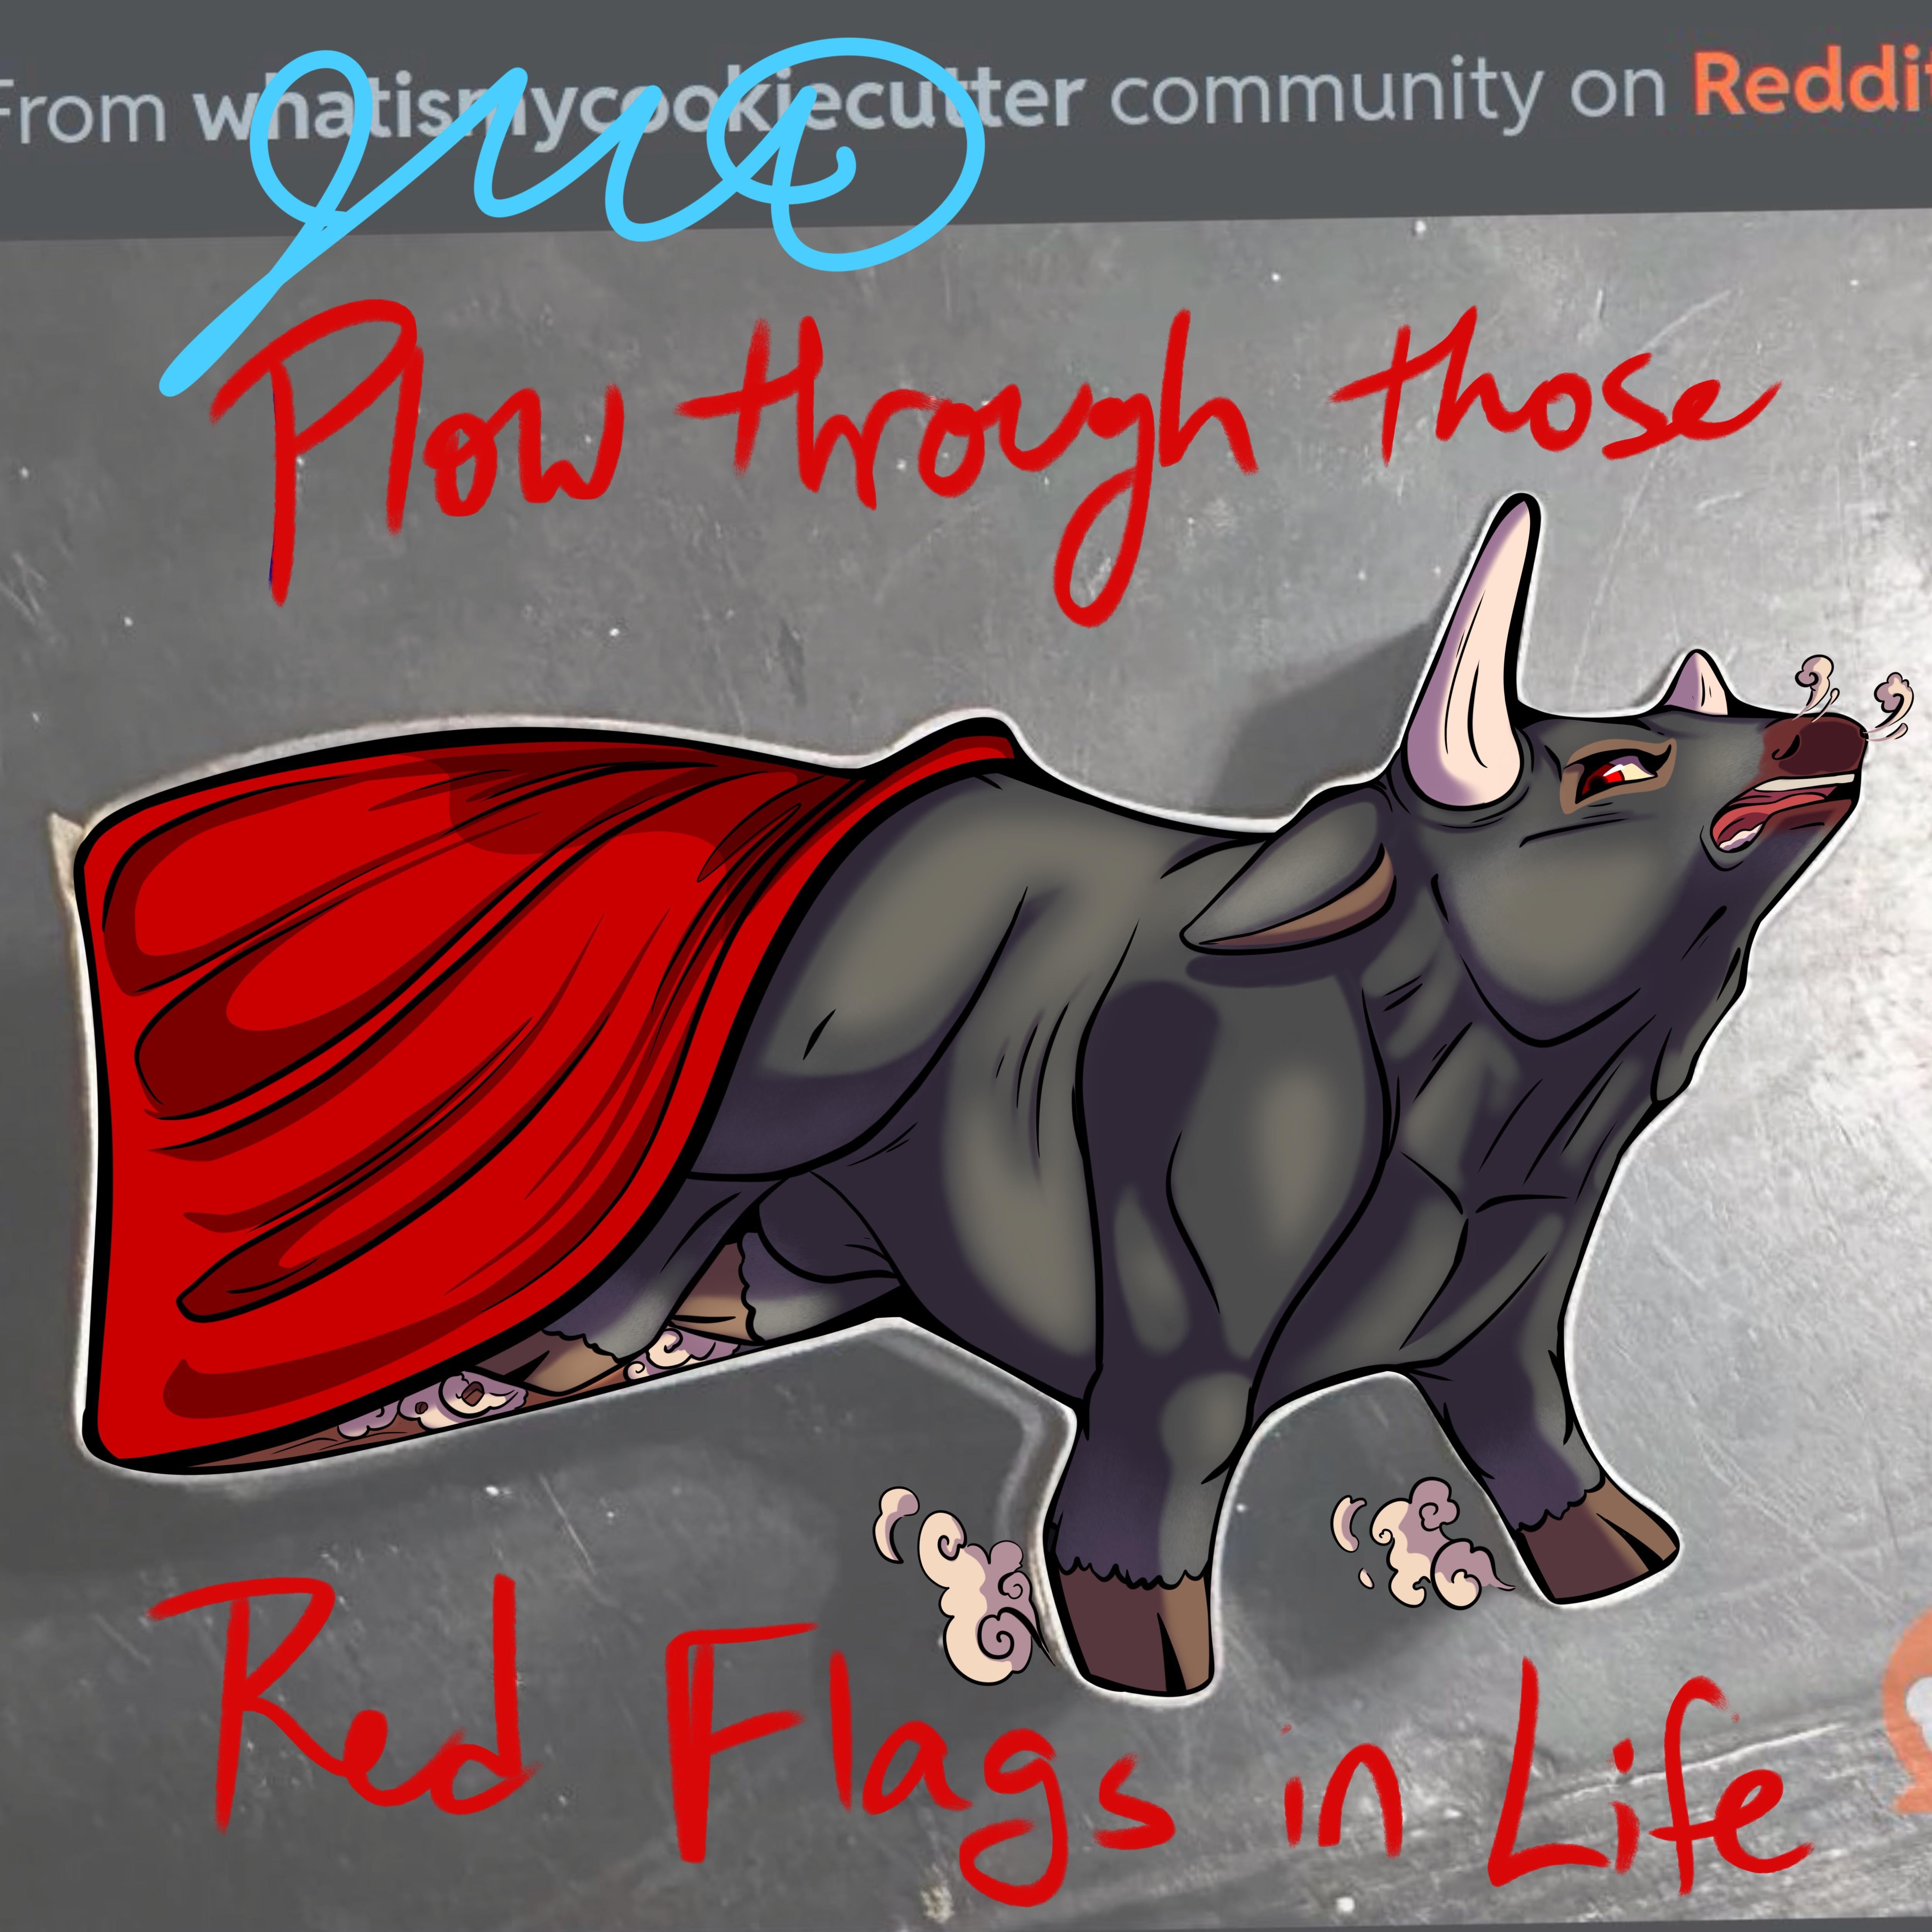 From whatismycookiecutter community on Reddit
Plow through those
Red Flags in Life